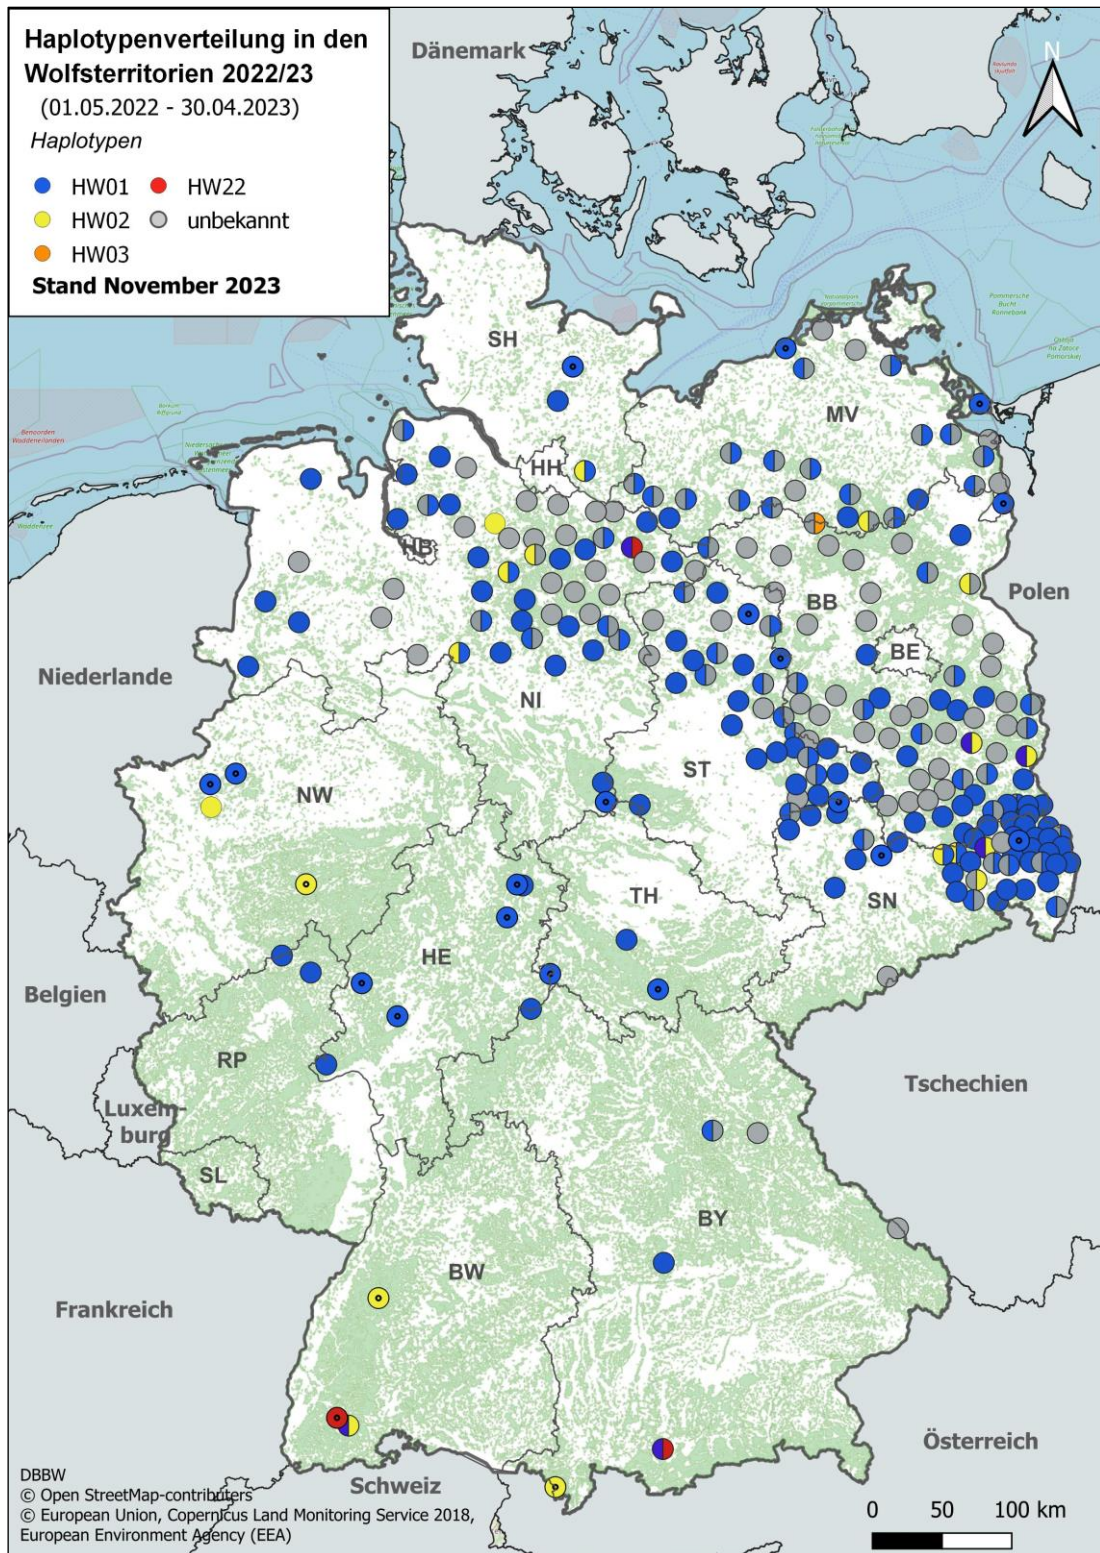 Haplotypenverteilung in den
Wolfsterritorien 2022/23
(01.05.2022 - 30.04.2023)
Haplotypen
HW01
HW22
HW02
unbekannt
HW03
Stand November 2023
Dänemark
N
SH
MV
HH
HB
Polen
BB
BE
Niederlande
NI
ST
NW
TH
SN
HE
Belgien
RP
Tschechien
Luxem-
burg
SL
BY
BW
Frankreich
Österreich
Schweiz
DBBW
© Open StreetMap-contributers
© European Union, Copernicus Land Monitoring Service 2018,
European Environment Agency (EEA)
0 50 100 km